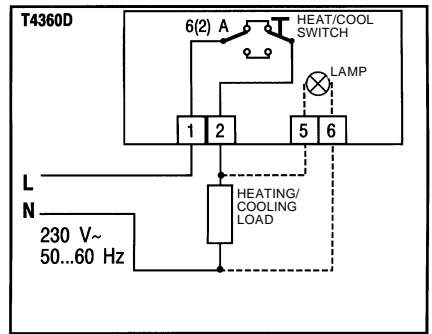 T4360D
6(2) A
HEAT/COOL
SWITCH
LAMP
1 2 5 6
L
N
HEATING/
COOLING
LOAD
230 V~
50...60 Hz